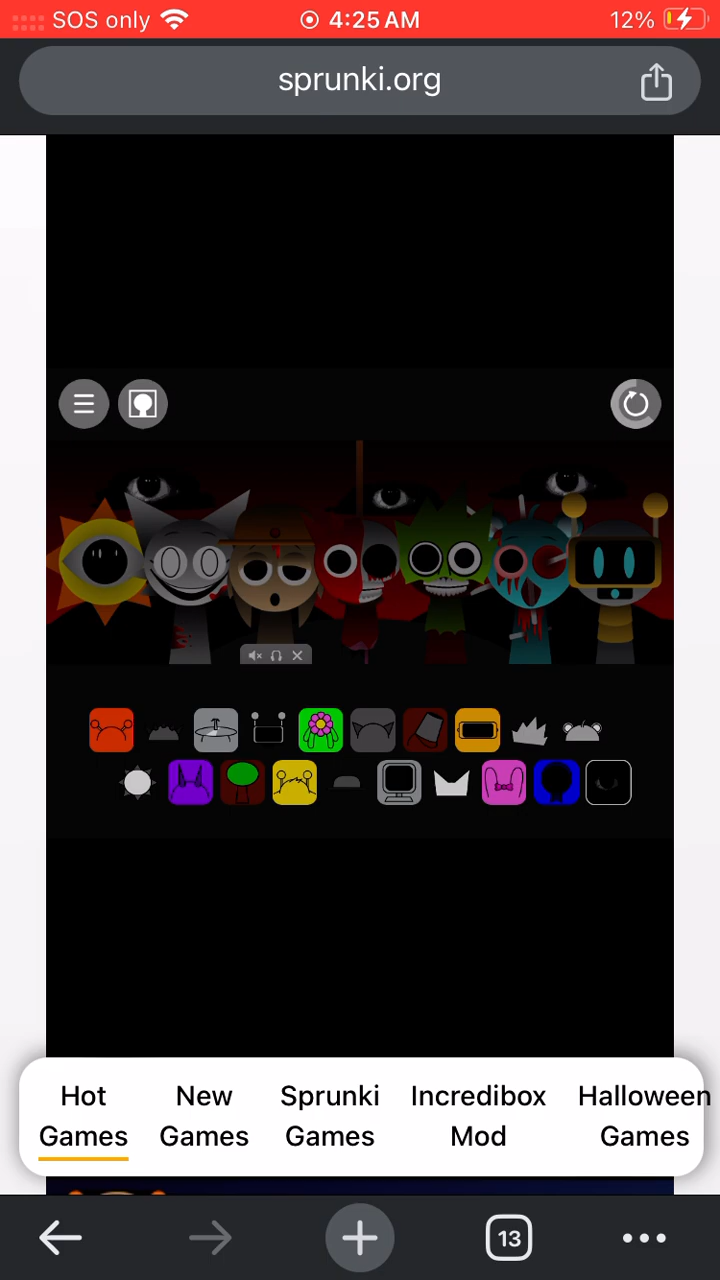 SOS only 4:25 AM 12%
sprunki.org
Hot Games
New Games
Sprunki Games
Incredibox Mod
Halloween Games
13